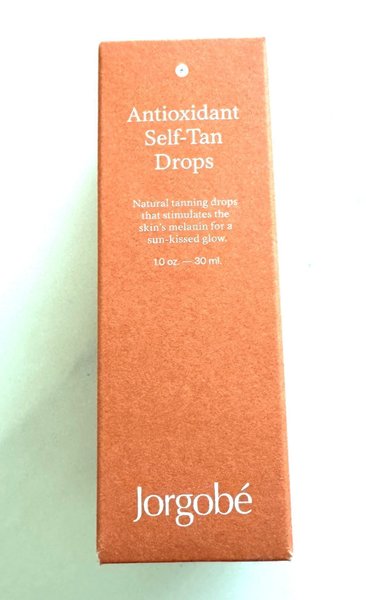 Antioxidant
Self-Tan
Drops
Natural tanning drops
that stimulates the
skin's melanin for a
sun-kissed glow.
1.0 oz. — 30 ml.
Jorgobé